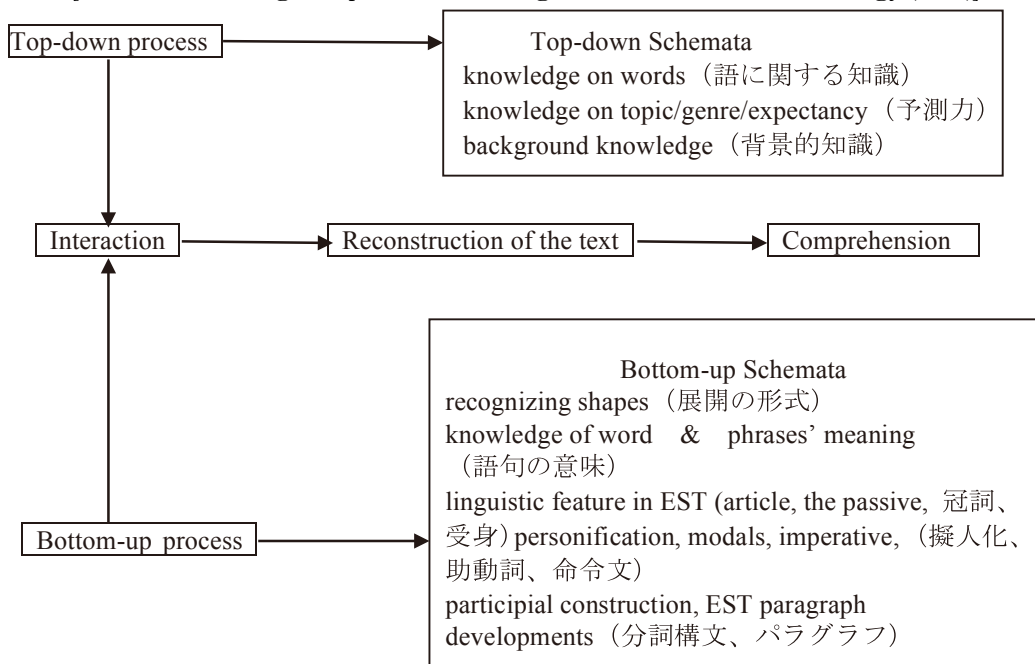 Top-down process
Top-down Schemata
knowledge on words（語に関する知識）
knowledge on topic/genre/expectancy（予測力）
background knowledge（背景的知識）
Interaction
Reconstruction of the text
Comprehension
Bottom-up Schemata
recognizing shapes（展開の形式）
knowledge of word & phrases’ meaning
（語句の意味）
linguistic feature in EST (article, the passive, 冠詞、
受身) personification, modals, imperative,（擬人化、
助動詞、命令文）
participial construction, EST paragraph
developments（分詞構文、パラグラフ）
Bottom-up process